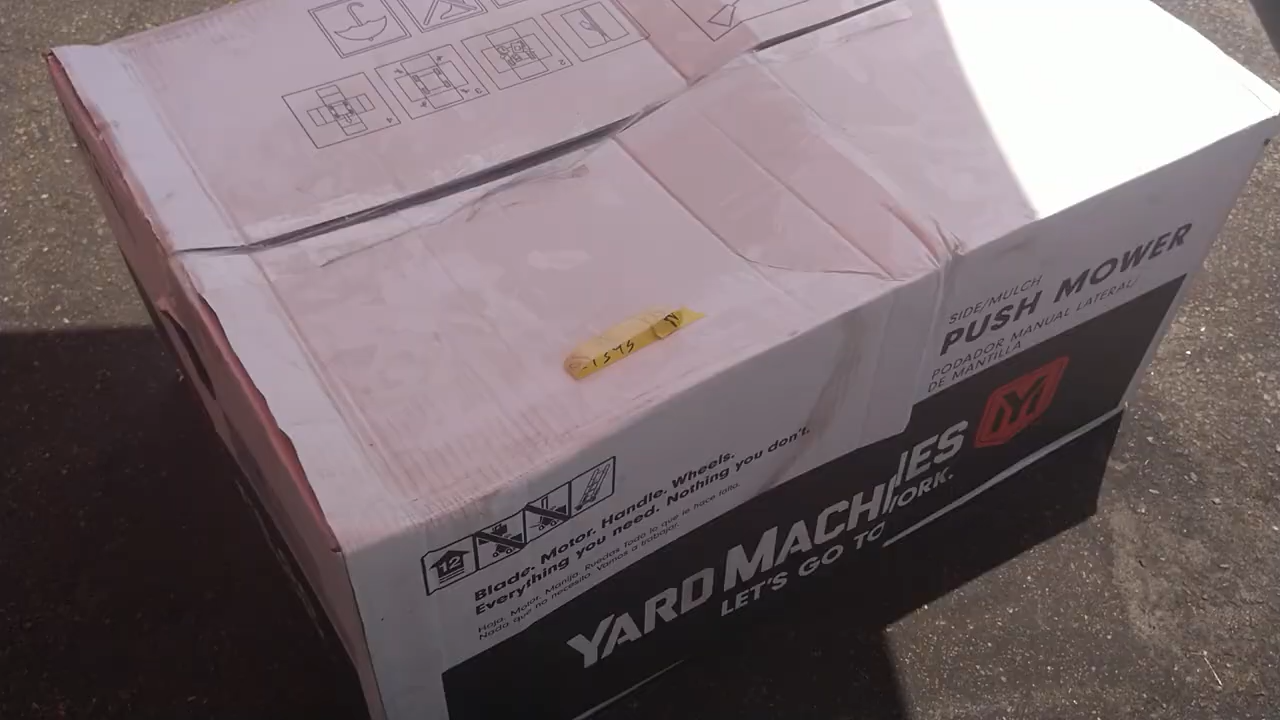 SIDE/MULCH
PUSH MOWER
PODADOR MANUAL LATERAL/
DE MANTILLA
12
Blade. Motor. Handle. Wheels.
Everything you need. Nothing you don't.
Hoja. Motor. Manija. Ruedas Todo lo que le hace falta.
Nada que no necesita. Vamos a trabajar.
YARD MACHINES
LET'S GO TO WORK.